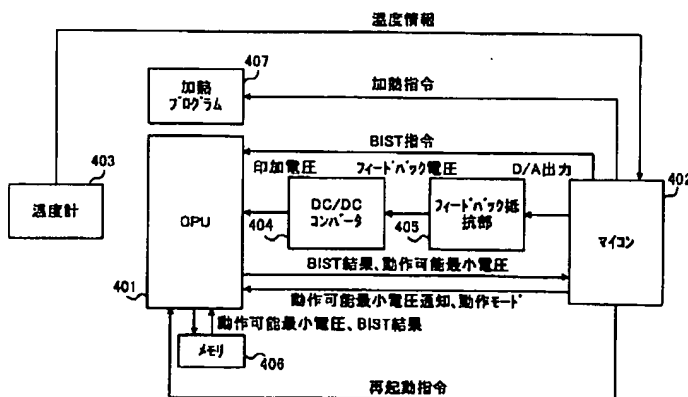 温度情報
407
加熱
プログラム
加熱指令
BIST指令
403
印加電圧
フィードバック電圧
D/A出力
402
温度計
CPU
DC/DC
コンバータ
フィードバック抵
抗部
マイコン
404
405
BIST結果、動作可能最小電圧
401
動作可能最小電圧通知、動作モード
動作可能最小電圧、BIST結果
メモリ
406
再起動指令